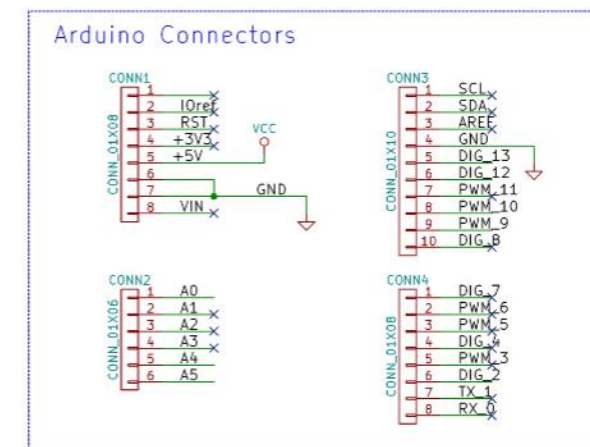 Arduino Connectors
CONN1
CONN_01X08
1
2 IOref
3 RST
4 +3V3
5 +5V
VCC
6
7 GND
8 VIN
CONN3
CONN_01X10
1 SCL
2 SDA
3 AREF
4 GND
5 DIG_13
6 DIG_12
7 PWM_11
8 PWM_10
9 PWM_9
10 DIG_8
CONN2
CONN_01X06
1 A0
2 A1
3 A2
4 A3
5 A4
6 A5
CONN4
CONN_01X08
1 DIG_7
2 PWM_6
3 PWM_5
4 DIG_4
5 PWM_3
6 DIG_2
7 TX_1
8 RX_0